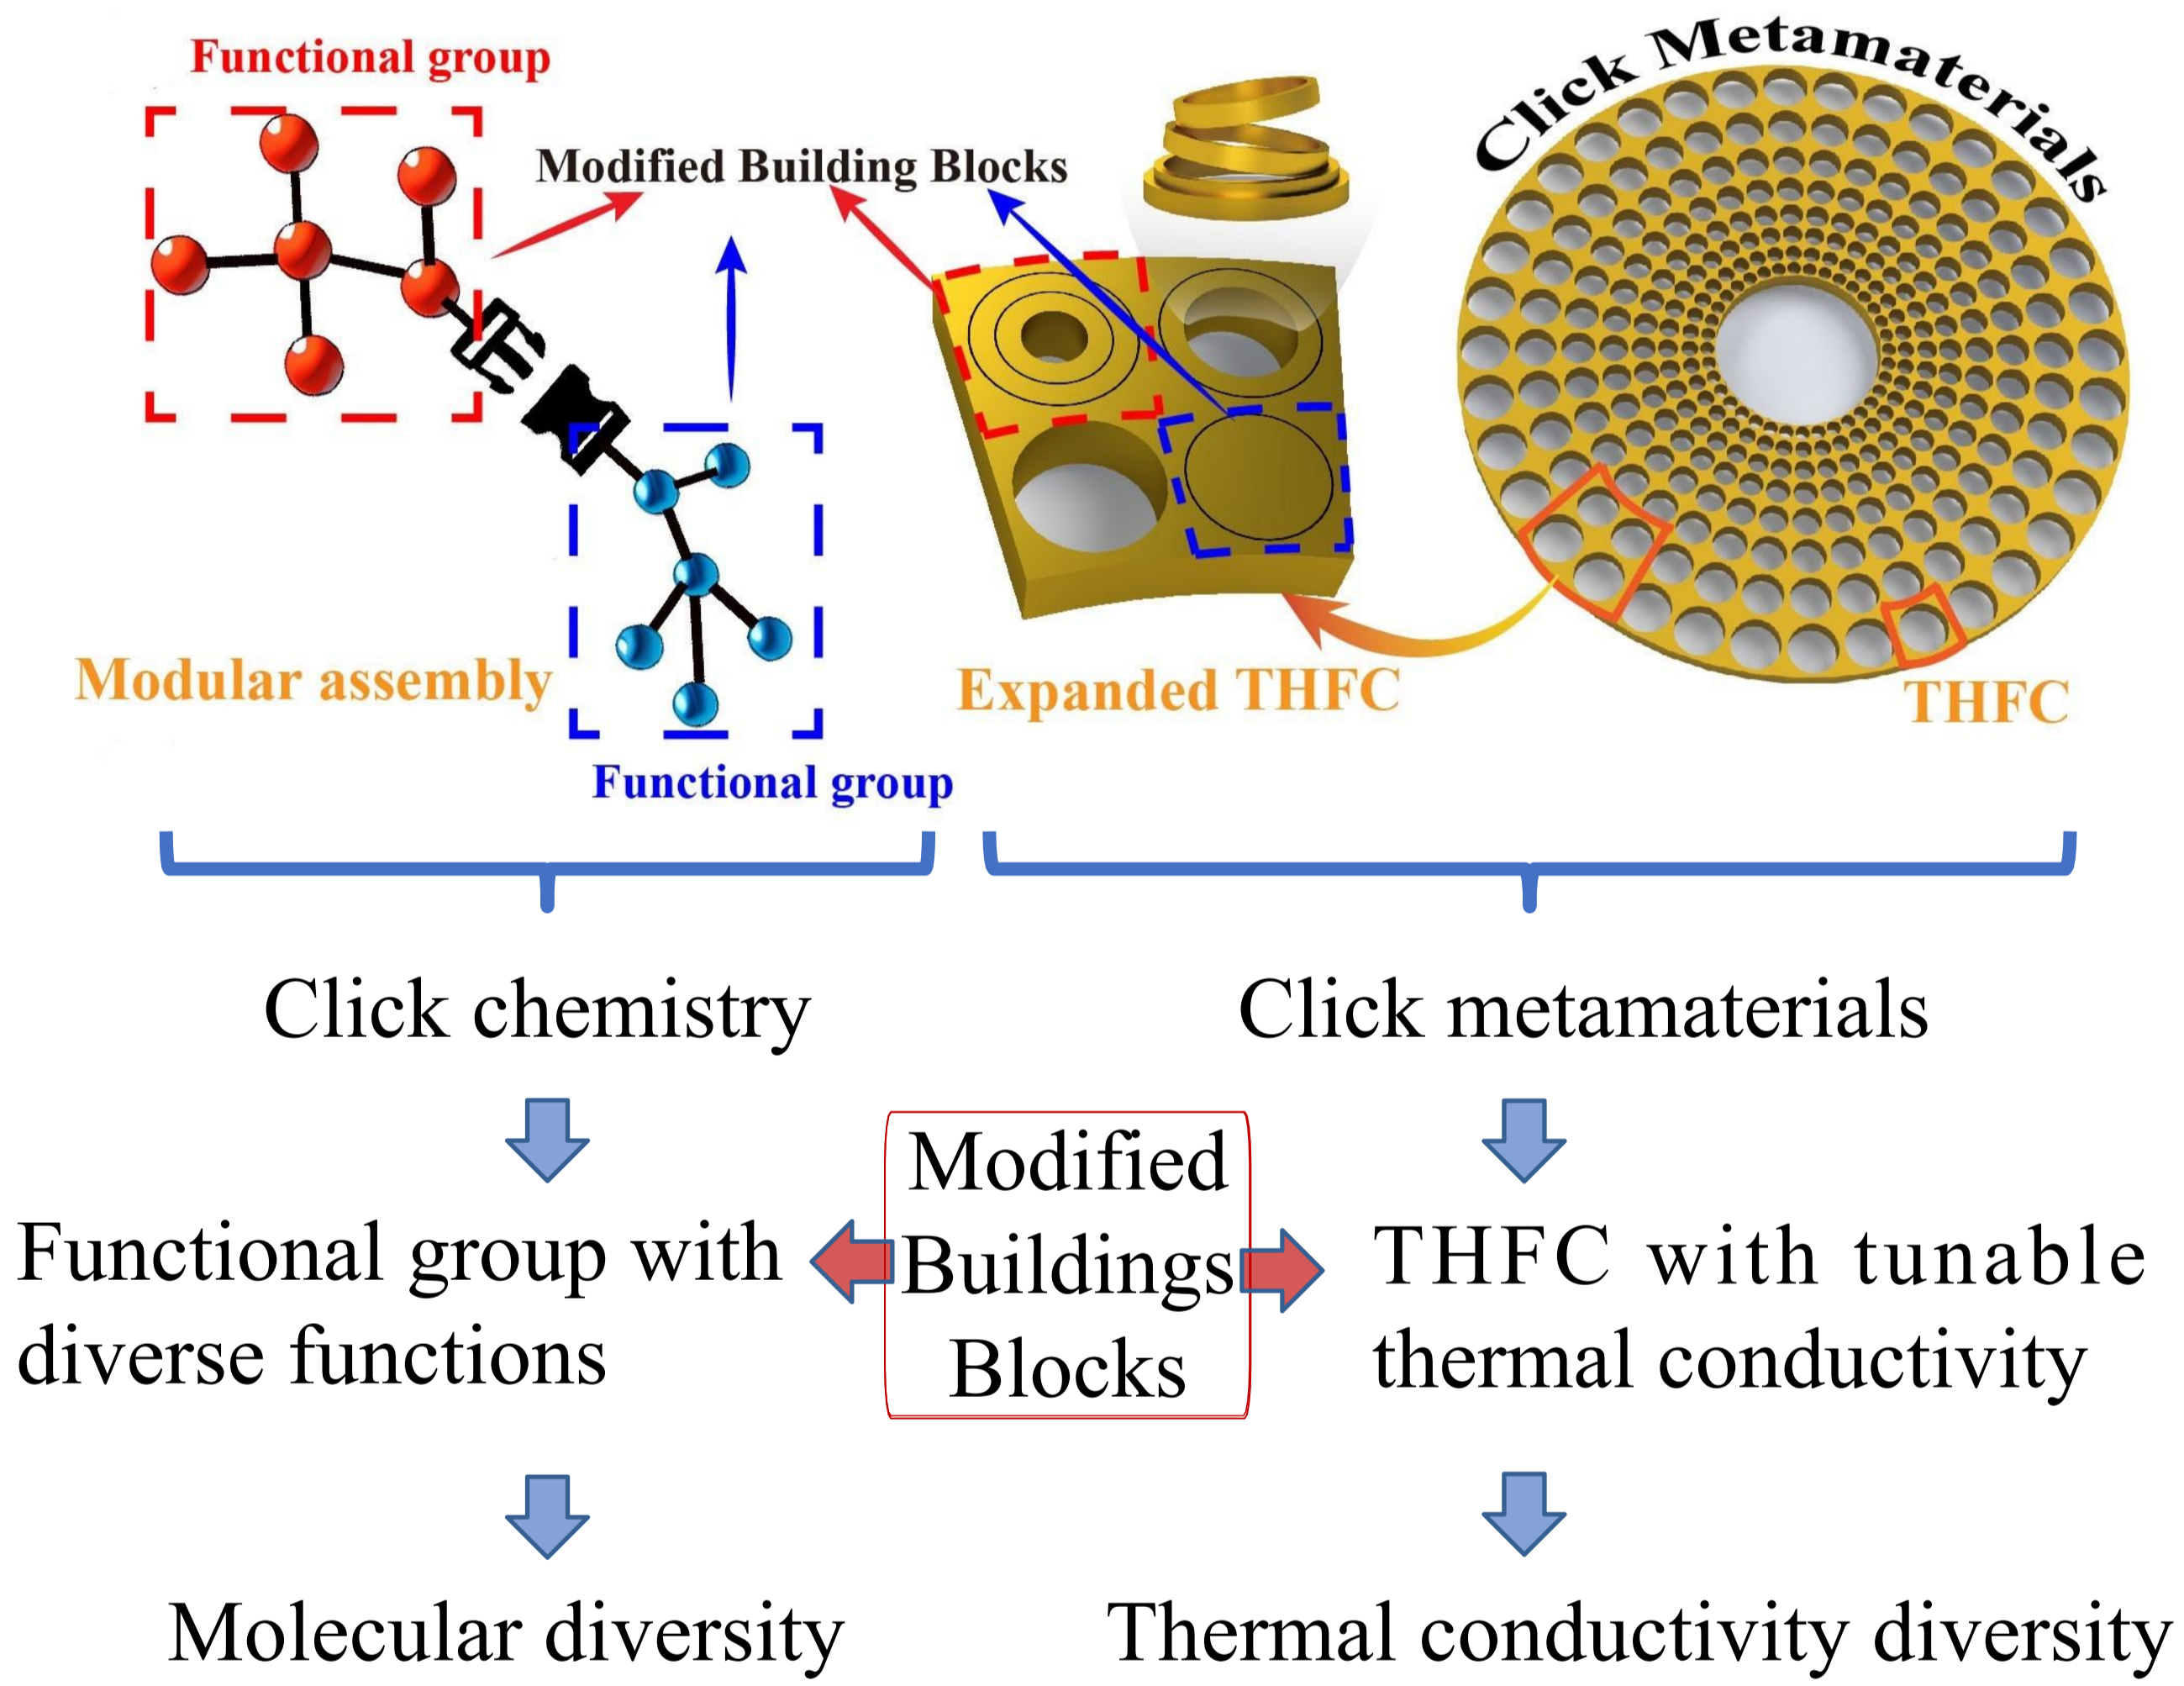 Functional group
Click Metamaterials
Modified Building Blocks
Modular assembly
Expanded THFC
THFC
Functional group
Click chemistry
Click metamaterials
Functional group with
diverse functions
Modified
Buildings
Blocks
THFC with tunable
thermal conductivity
Molecular diversity
Thermal conductivity diversity